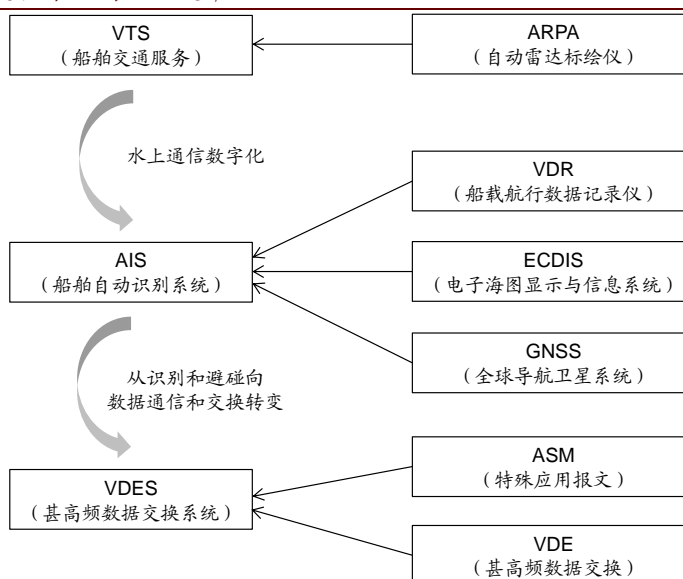 VTS
（船舶交通服务）
ARPA
（自动雷达标绘仪）
水上通信数字化
VDR
（船载航行数据记录仪）
AIS
（船舶自动识别系统）
ECDIS
（电子海图显示与信息系统）
GNSS
（全球导航卫星系统）
从识别和避碰向
数据通信和交换转变
ASM
（特殊应用报文）
VDES
（甚高频数据交换系统）
VDE
（甚高频数据交换）